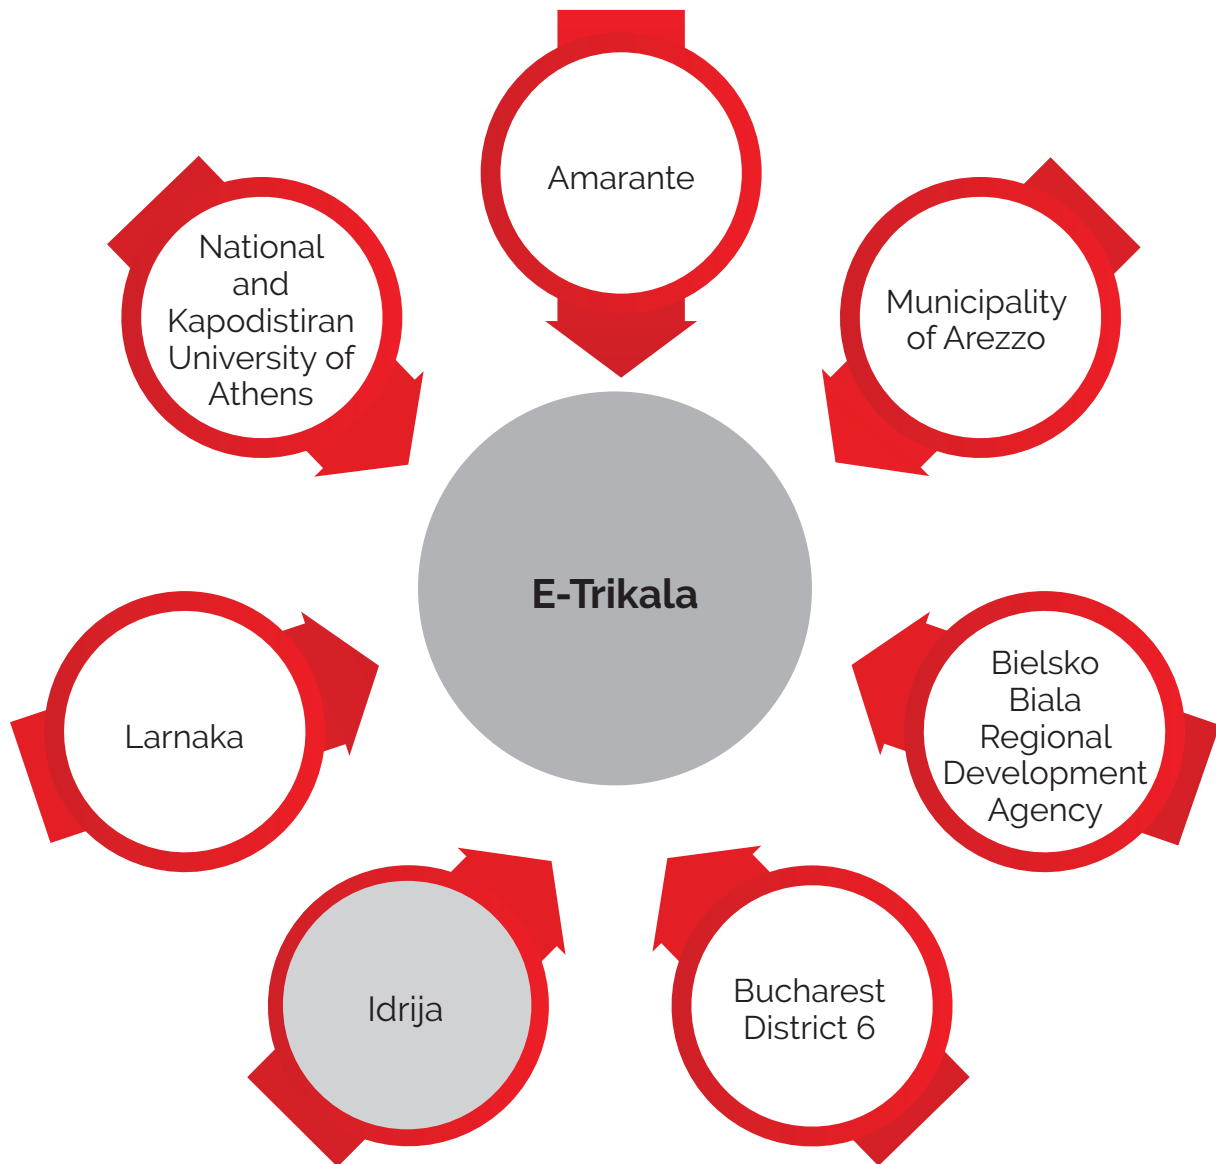 Amarante
Municipality
of Arezzo
Bielsko
Biala
Regional
Development
Agency
Bucharest
District 6
Idrija
Larnaka
National
and
Kapodistiran
University of
Athens
E-Trikala